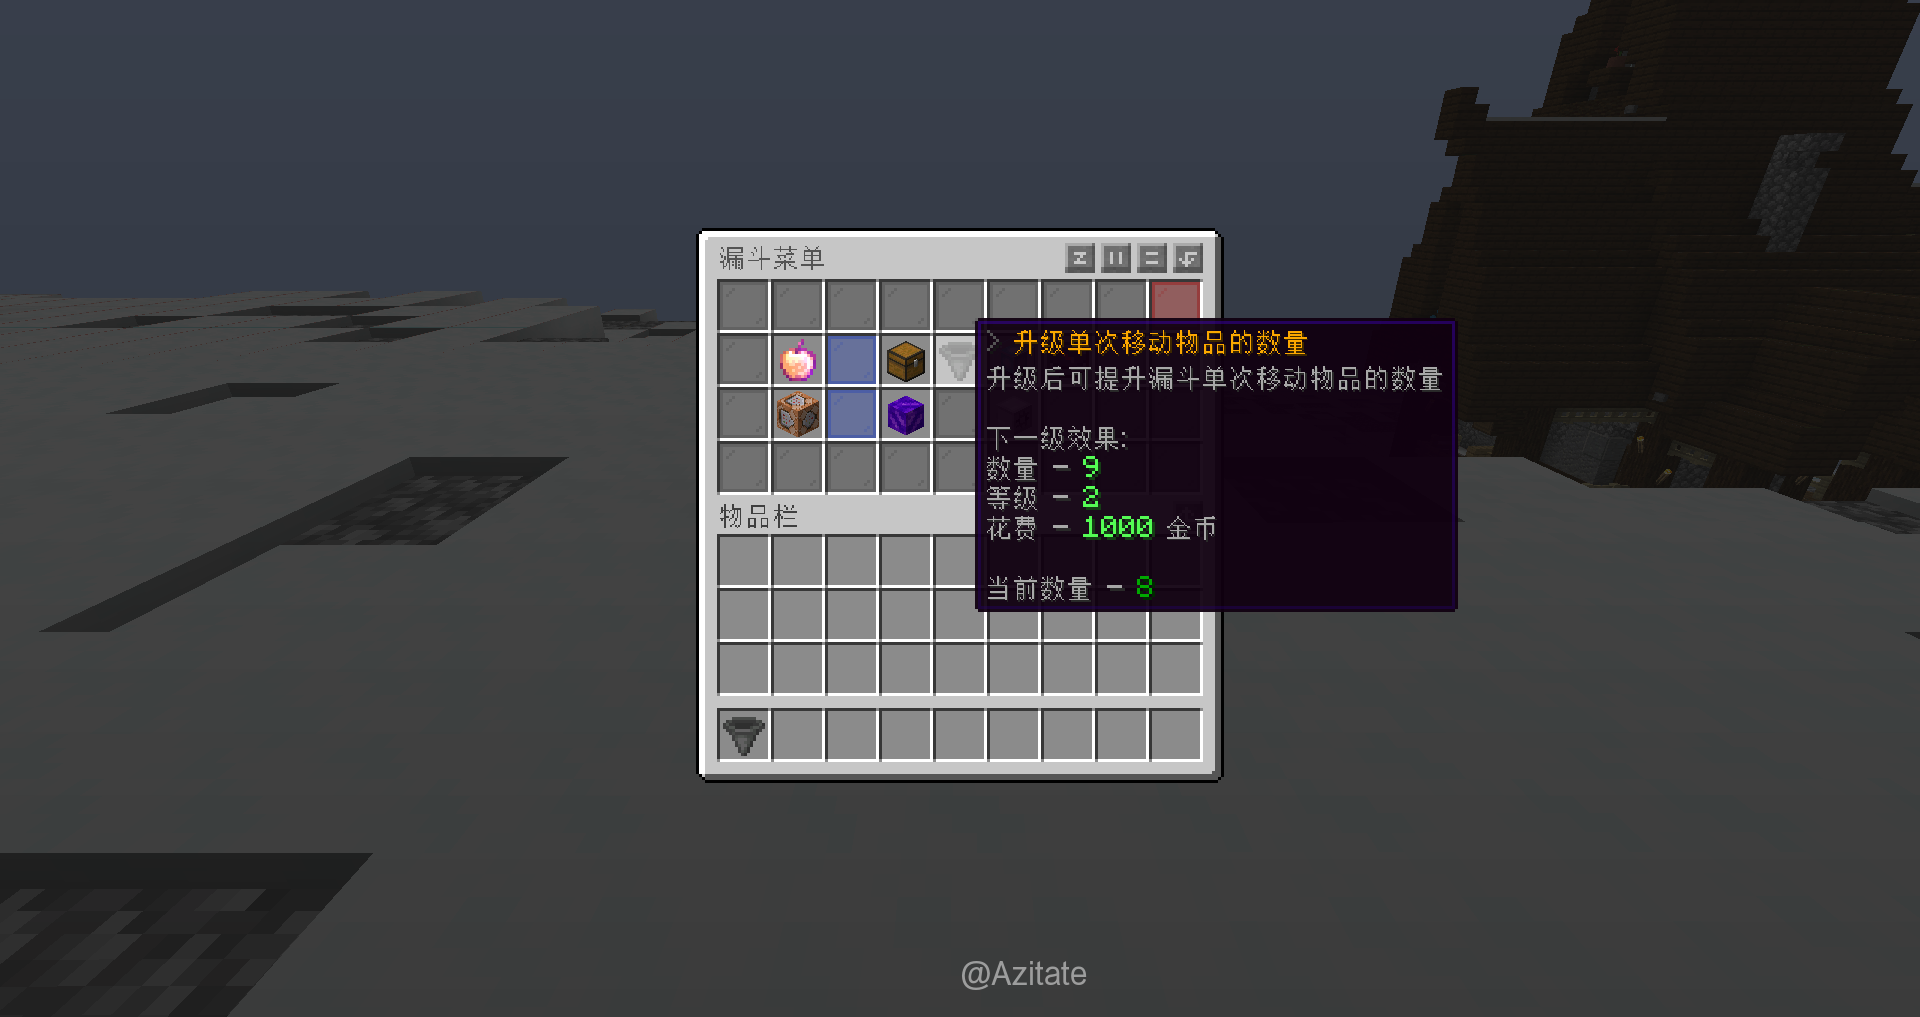 漏斗菜单
> 升级单次移动物品的数量
升级后可提升漏斗单次移动物品的数量
下一级效果:
数量 - 9
等级 - 2
花费 - 1000 金币
当前数量 - 8
物品栏
@Azitate